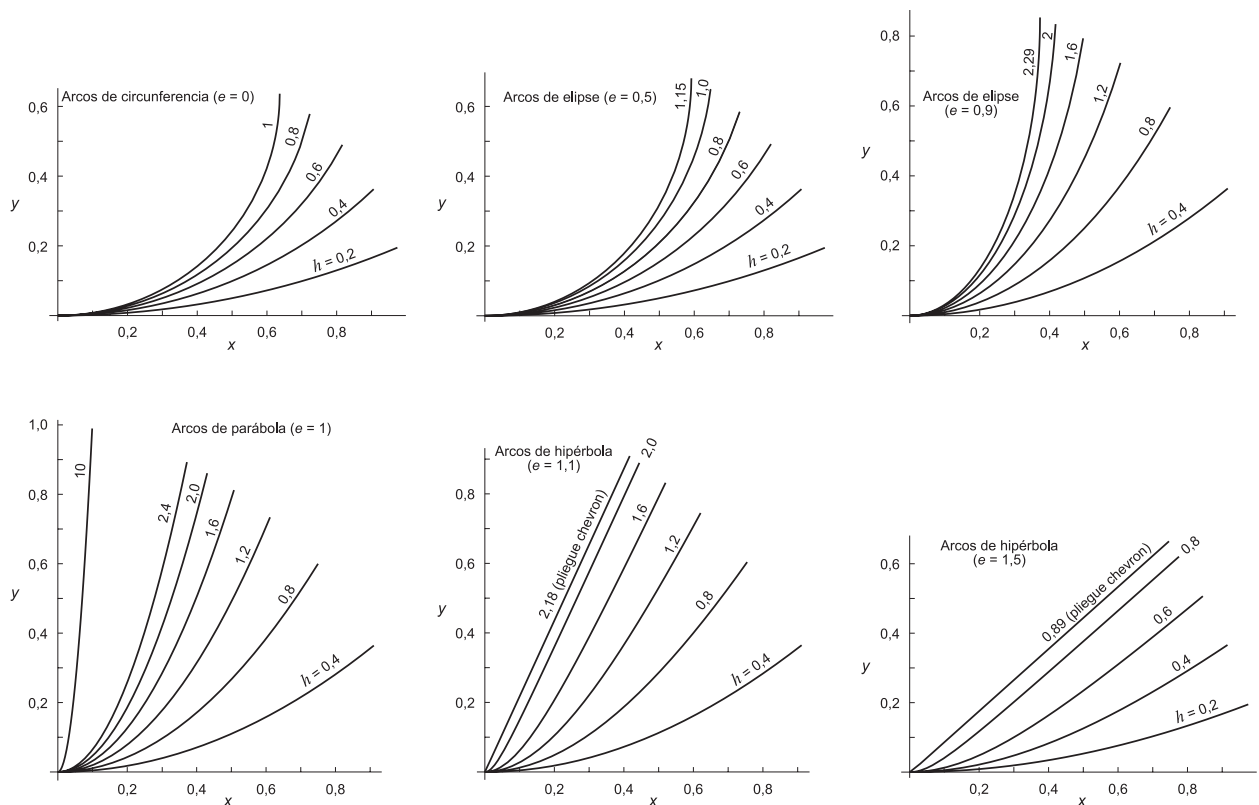 Arcos de circunferencia (e = 0)
0,6
0,4
0,2
y
1
0,8
0,6
0,4
h = 0,2
0,2 0,4 0,6 0,8
x
Arcos de elipse (e = 0,5)
0,6
0,4
0,2
y
1,15
1,0
0,8
0,6
0,4
h = 0,2
0,2 0,4 0,6 0,8
x
Arcos de elipse
(e = 0,9)
0,8
0,6
0,4
0,2
y
2,29
2
1,6
1,2
0,8
h = 0,4
0,2 0,4 0,6 0,8
x
Arcos de parábola (e = 1)
1,0
0,8
0,6
0,4
0,2
y
10
2,4
2,0
1,6
1,2
0,8
h = 0,4
0,2 0,4 0,6 0,8
x
Arcos de hipérbola
(e = 1,1)
0,8
0,6
0,4
0,2
y
2,18 (pliegue chevron)
2,0
1,6
1,2
0,8
h = 0,4
0,2 0,4 0,6 0,8
x
Arcos de hipérbola
(e = 1,5)
0,6
0,4
0,2
y
0,89 (pliegue chevron)
0,8
0,6
0,4
h = 0,2
0,2 0,4 0,6 0,8
x